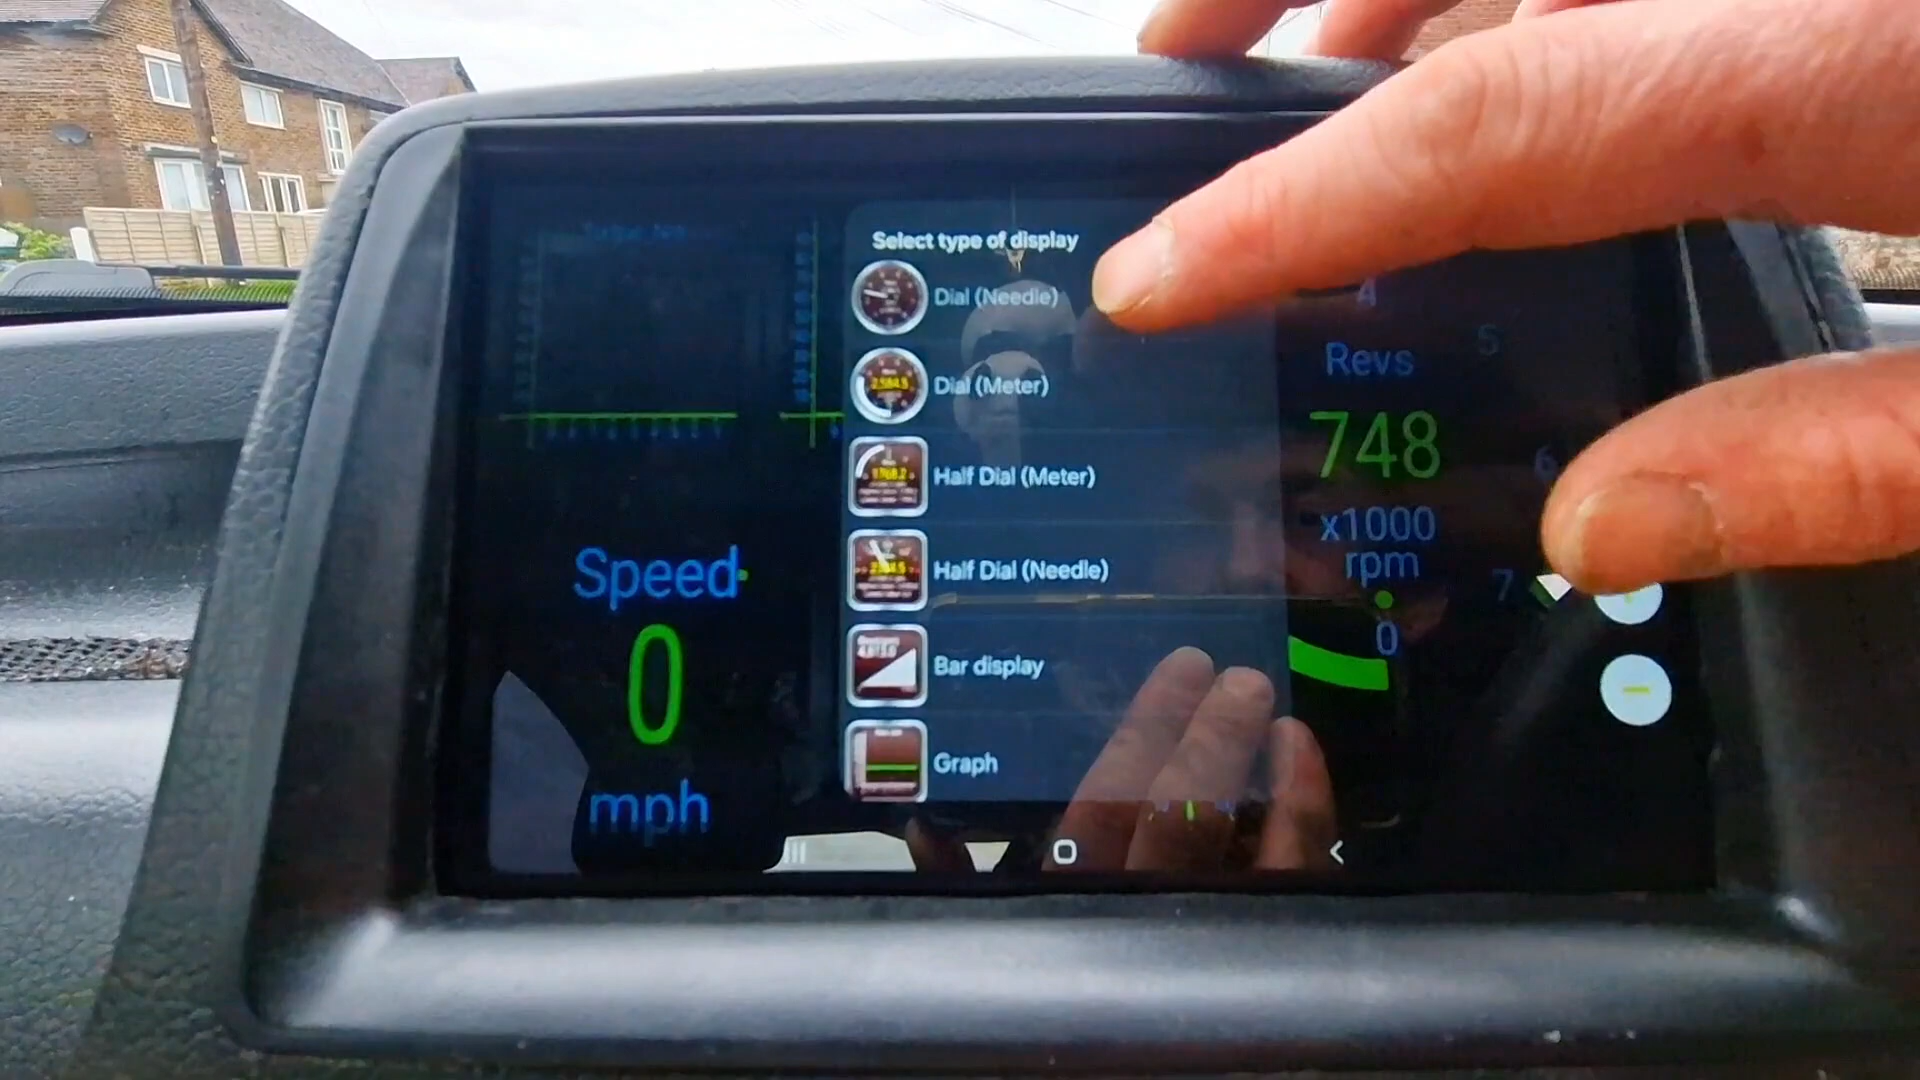 Select type of display
Dial (Needle)
Dial (Meter)
Half Dial (Meter)
Half Dial (Needle)
Bar display
Graph
Speed
0
mph
4
5
6
7
Revs
748
x1000
rpm
0